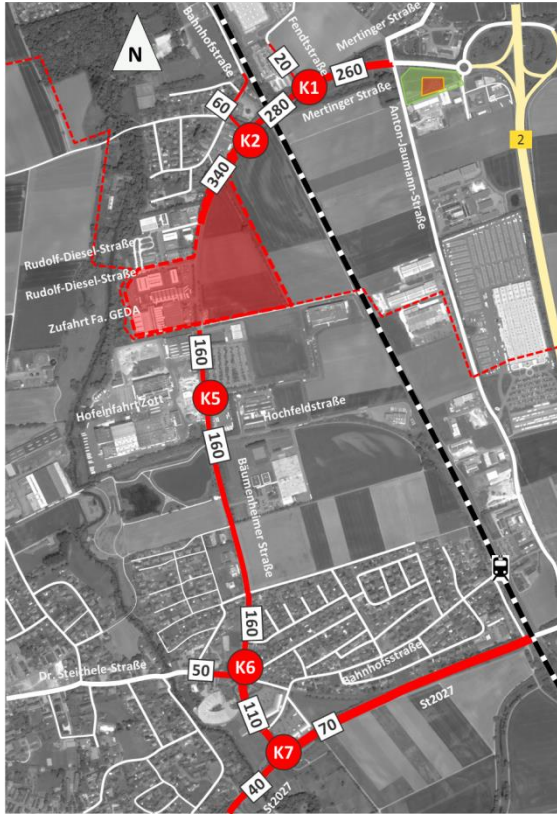 N
Bahnhofstraße
Fendtstraße
Mertinger Straße
20
K1
260
60
280
Mertinger Straße
K2
340
Anton-Jaumann-Straße
2
Rudolf-Diesel-Straße
Rudolf-Diesel-Straße
Zufahrt Fa. GEDA
160
Hofeinfahrt Zott
K5
Hochfeldstraße
160
Bäumenheimer Straße
160
Dr. Steichele-Straße
50
K6
Bahnhofsstraße
110
70
St2027
K7
40
St2027